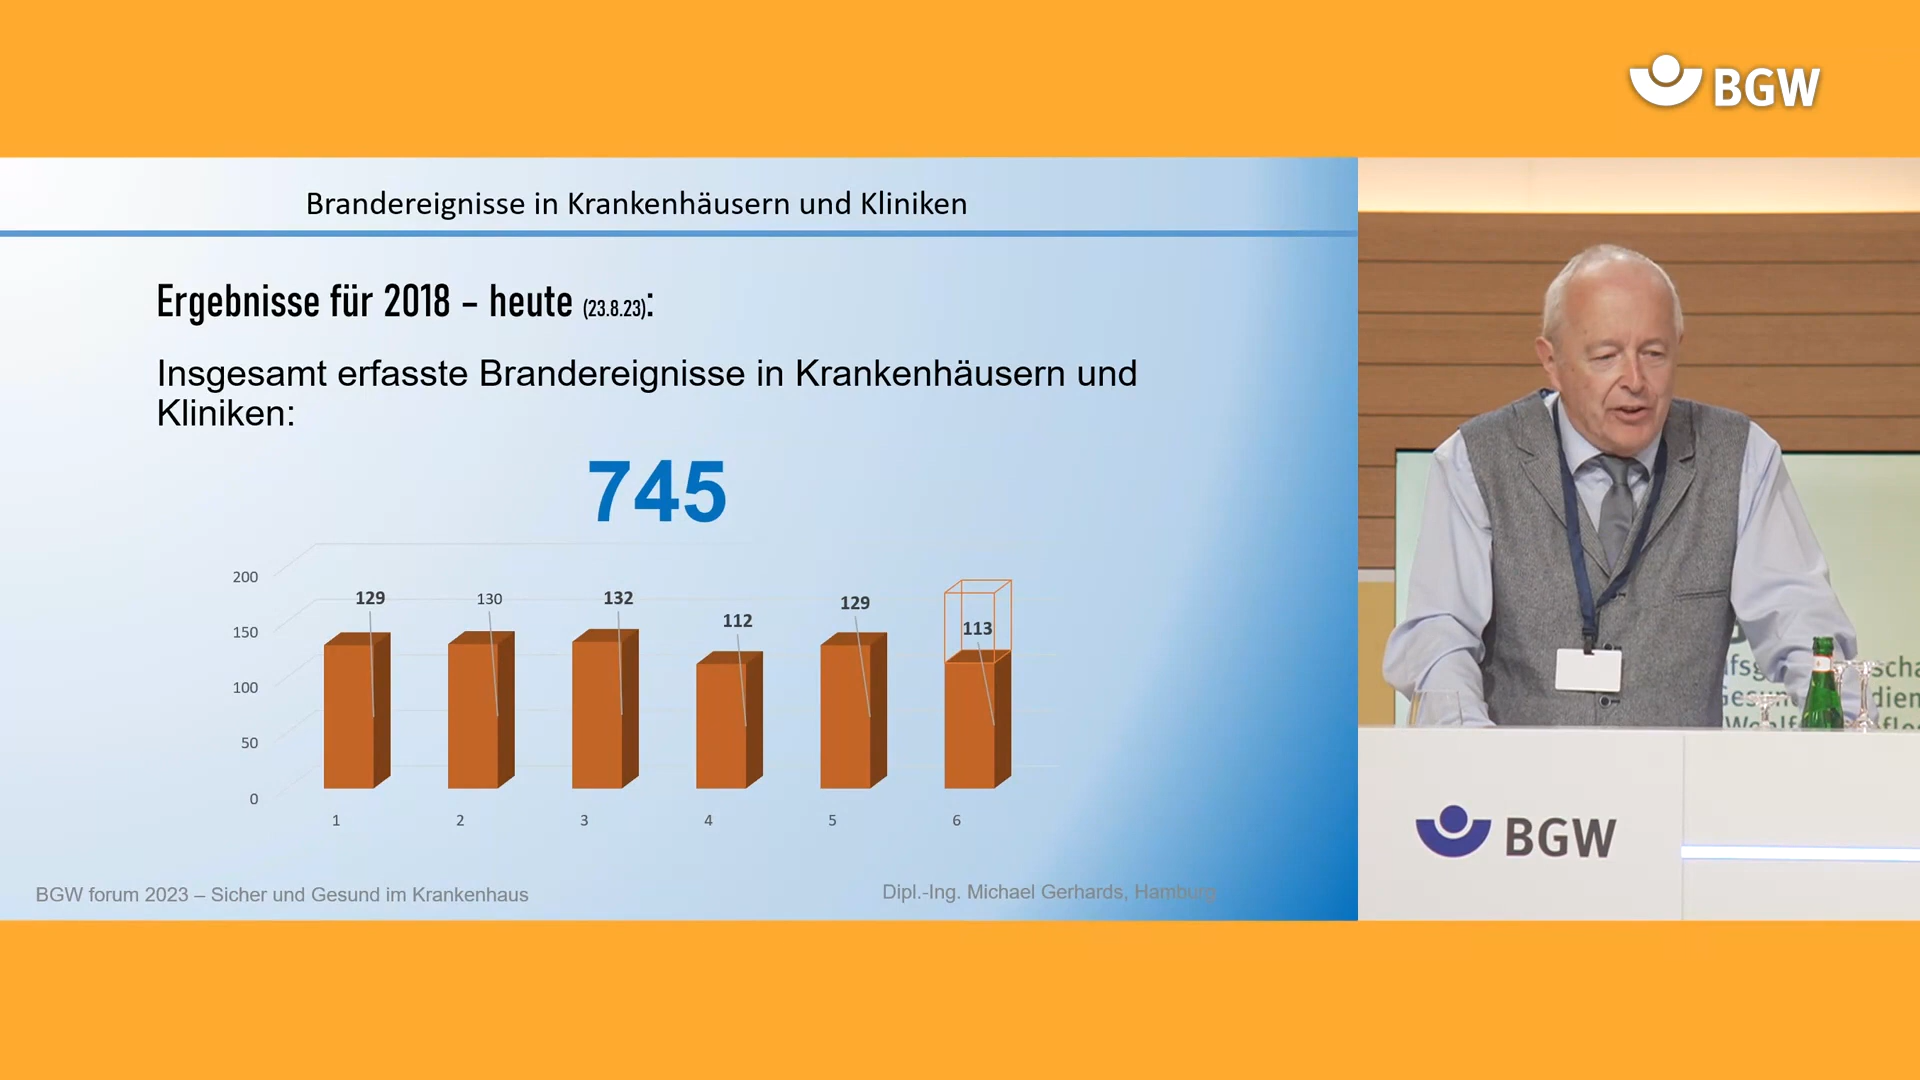 BGW
Brandereignisse in Krankenhäusern und Kliniken
Ergebnisse für 2018 – heute (23.8.23):
Insgesamt erfasste Brandereignisse in Krankenhäusern und
Kliniken:
745
200
150
100
50
0
129
130
132
112
129
113
1
2
3
4
5
6
BGW forum 2023 – Sicher und Gesund im Krankenhaus
Dipl.-Ing. Michael Gerhards, Hamburg
BGW